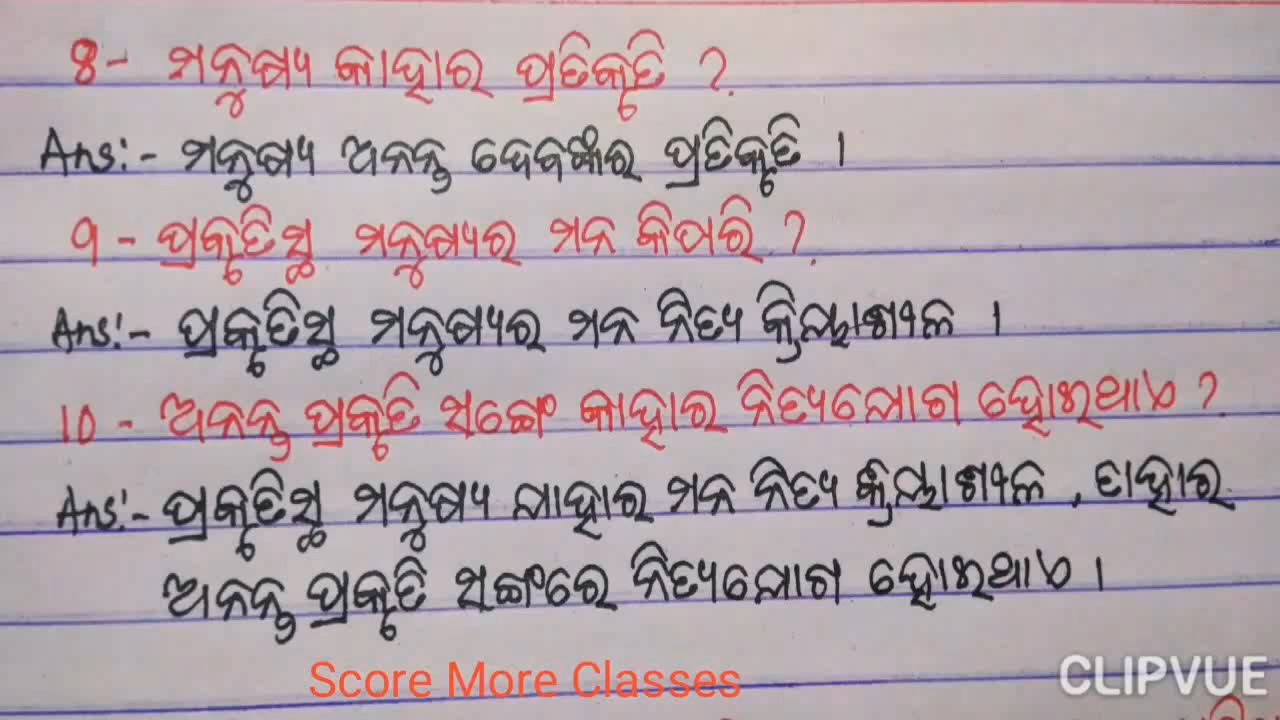 8- ମନୁଷ୍ୟ କାହାର ପ୍ରତିକୃତି ?
Ans:- ମନୁଷ୍ୟ ଅନନ୍ତ ଦେବଙ୍କର ପ୍ରତିକୃତି ।
9 - ପ୍ରକୃତିସ୍ଥ ମନୁଷ୍ୟର ମନ କିପରି ?
Ans:- ପ୍ରକୃତିସ୍ଥ ମନୁଷ୍ୟର ମନ ନିତ୍ୟ କ୍ରିୟାଶୀଳ ।
10 - ଅନନ୍ତ ପ୍ରକୃତି ସଙ୍ଗେ କାହାର ନିତ୍ୟଯୋଗ ହୋଇଥାଏ ?
Ans:- ପ୍ରକୃତିସ୍ଥ ମନୁଷ୍ୟ ଯାହାର ମନ ନିତ୍ୟ କ୍ରିୟାଶୀଳ , ତାହାର
ଅନନ୍ତ ପ୍ରକୃତି ସଙ୍ଗରେ ନିତ୍ୟଯୋଗ ହୋଇଥାଏ ।
Score More Classes
CLIPVUE